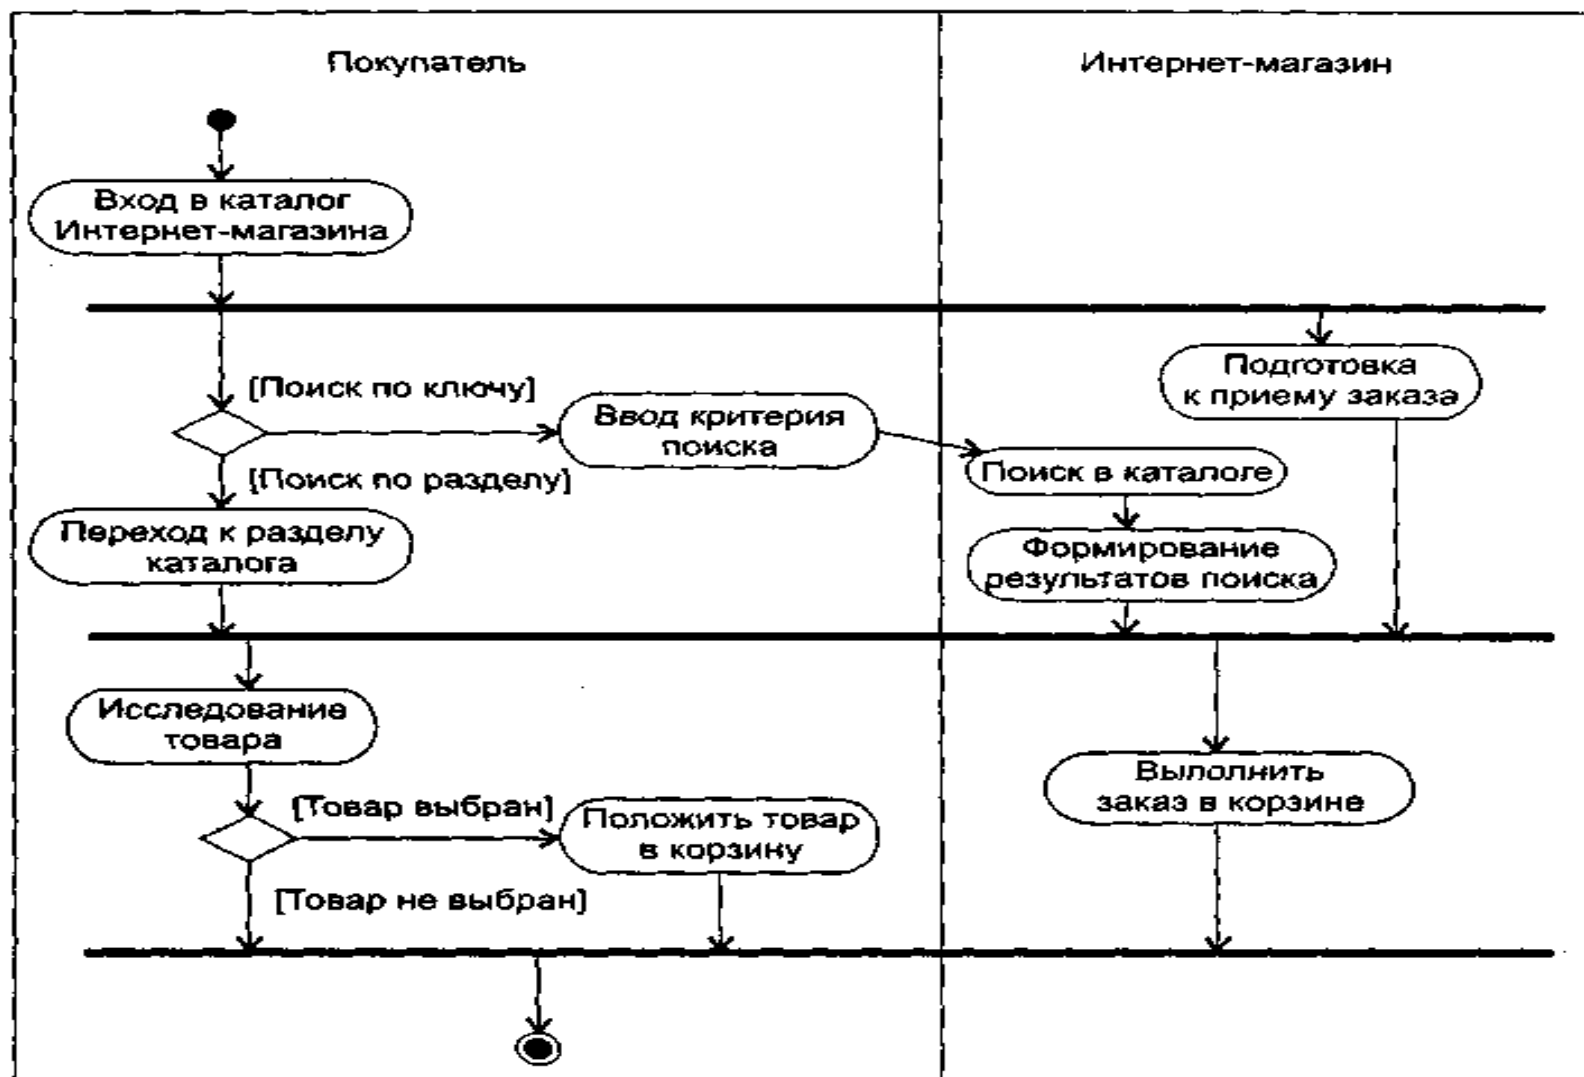 Покупатель
Интернет-магазин
Вход в каталог
Интернет-магазина
Подготовка
к приему заказа
[Поиск по ключу]
Ввод критерия
поиска
Поиск в каталоге
[Поиск по разделу]
Переход к разделу
каталога
Формирование
результатов поиска
Исследование
товара
Вылолнить
заказ в корзине
[Товар выбран]
Положить товар
в корзину
[Товар не выбран]